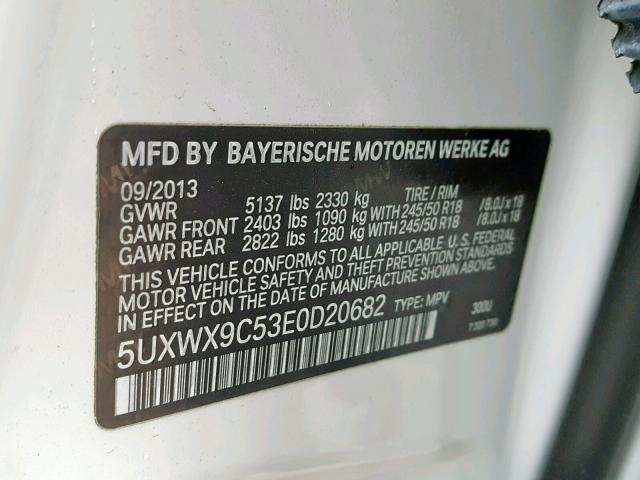 MFD BY BAYERISCHE MOTOREN WERKE AG
09/2013 TIRE / RIM
GVWR 5137 lbs 2330 kg
GAWR FRONT 2403 lbs 1090 kg WITH 245/50 R18 /8.0J x 18
GAWR REAR 2822 lbs 1280 kg WITH 245/50 R18 /8.0J x 18
THIS VEHICLE CONFORMS TO ALL APPLICABLE U.S. FEDERAL
MOTOR VEHICLE SAFETY AND THEFT PREVENTION STANDARDS
IN EFFECT ON THE DATE OF MANUFACTURE SHOWN ABOVE.
5UXWX9C53E0D20682 TYPE: MPV 300U